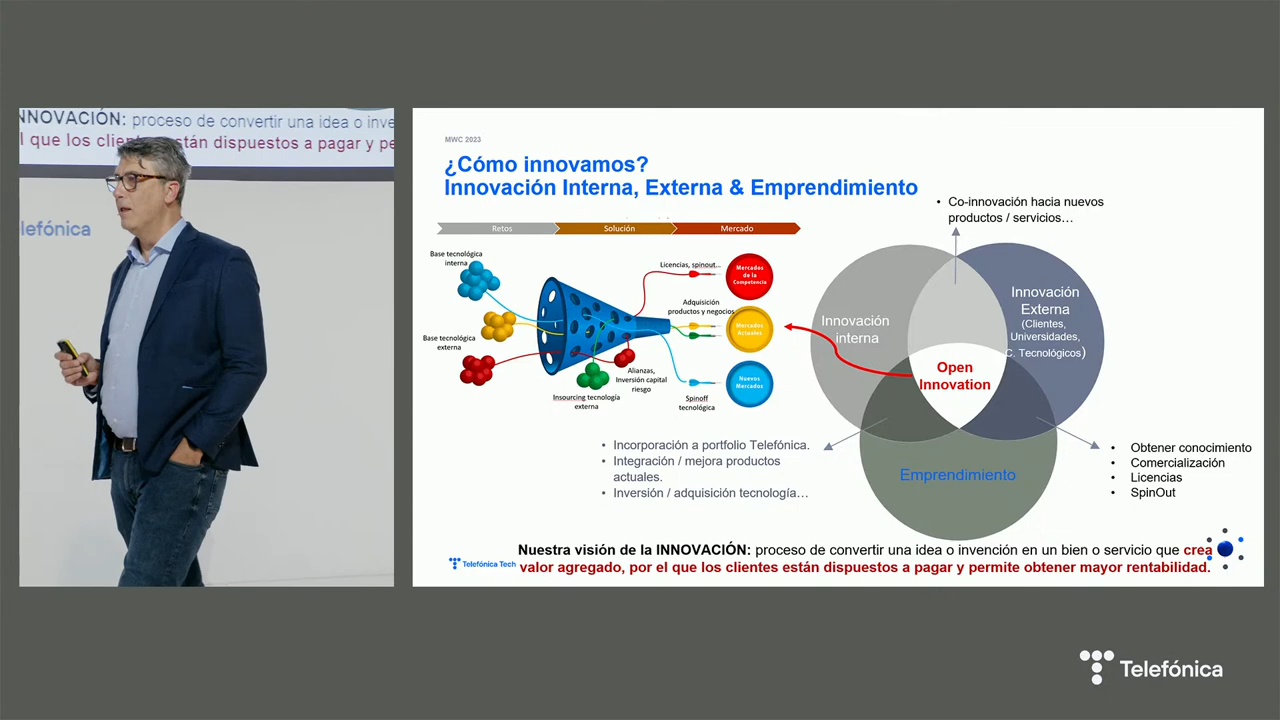 NNOVACIÓN: proceso de convertir una idea o inve
l que los clien están dispuestos a pagar y pe
lefónica
MWC 2023
¿Cómo innovamos?
Innovación Interna, Externa & Emprendimiento
Retos
Solución
Mercado
Base tecnológica
interna
Base tecnológica
externa
Licencias, spinout...
Adquisición
productos y negocios
Alianzas,
Inversión capital
riesgo
Insourcing tecnología
externa
Spinoff
tecnológica
Mercados
de la
Competencia
Mercados
Actuales
Nuevos
Mercados
• Co-innovación hacia nuevos
productos / servicios…
Innovación
interna
Innovación
Externa
(Clientes,
Universidades,
C. Tecnológicos)
Open
Innovation
Emprendimiento
• Incorporación a portfolio Telefónica.
• Integración / mejora productos
actuales.
• Inversión / adquisición tecnología…
• Obtener conocimiento
• Comercialización
• Licencias
• SpinOut
Nuestra visión de la INNOVACIÓN: proceso de convertir una idea o invención en un bien o servicio que crea
valor agregado, por el que los clientes están dispuestos a pagar y permite obtener mayor rentabilidad.
Telefónica Tech
Telefónica